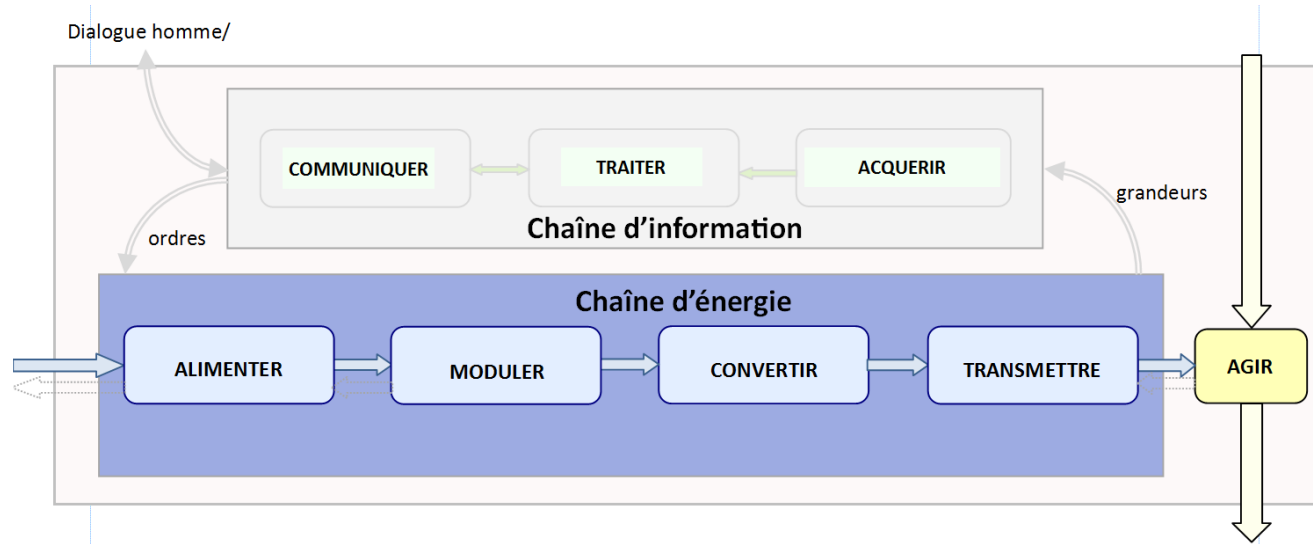 Dialogue homme/
COMMUNIQUER
TRAITER
ACQUERIR
grandeurs
Chaîne d'information
ordres
Chaîne d'énergie
ALIMENTER
MODULER
CONVERTIR
TRANSMETTRE
AGIR